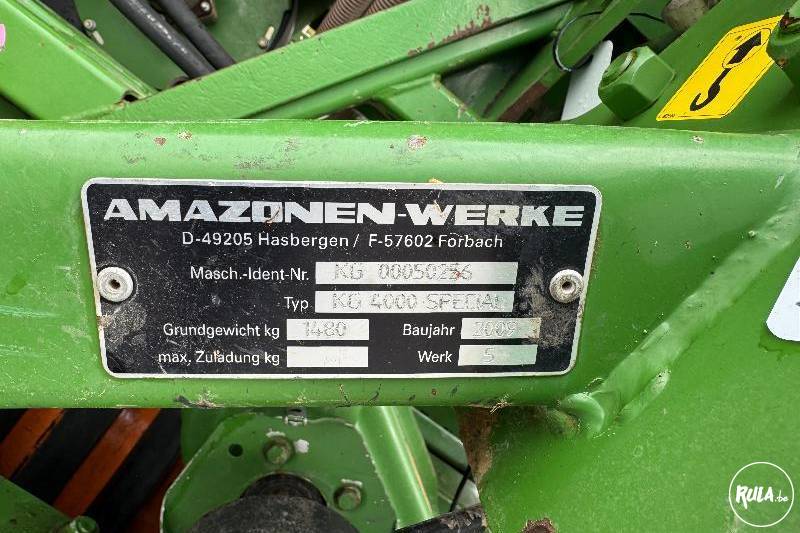 AMAZONEN-WERKE
D-49205 Hasbergen / F-57602 Forbach
Masch.-Ident-Nr. KG 00050256
Typ KG 4000 SPECIAL
Grundgewicht kg 1480 Baujahr 2009
max. Zuladung kg Werk 5
RULA.be